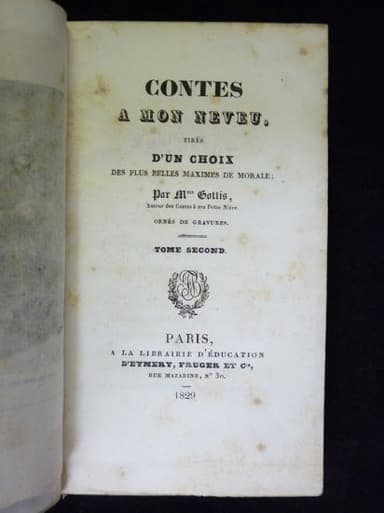 CONTES
A MON NEVEU,
TIRÉS
D'UN CHOIX
DES PLUS BELLES MAXIMES DE MORALE;
Par Mme Gottis,
Auteur des Contes à ma Petite Nièce.
ORNÉS DE GRAVURES.
TOME SECOND.
PARIS,
A LA LIBRAIRIE D'ÉDUCATION
D'EYMERY, FRUGER ET Cie,
RUE MAZARINE, N° 30.
1829